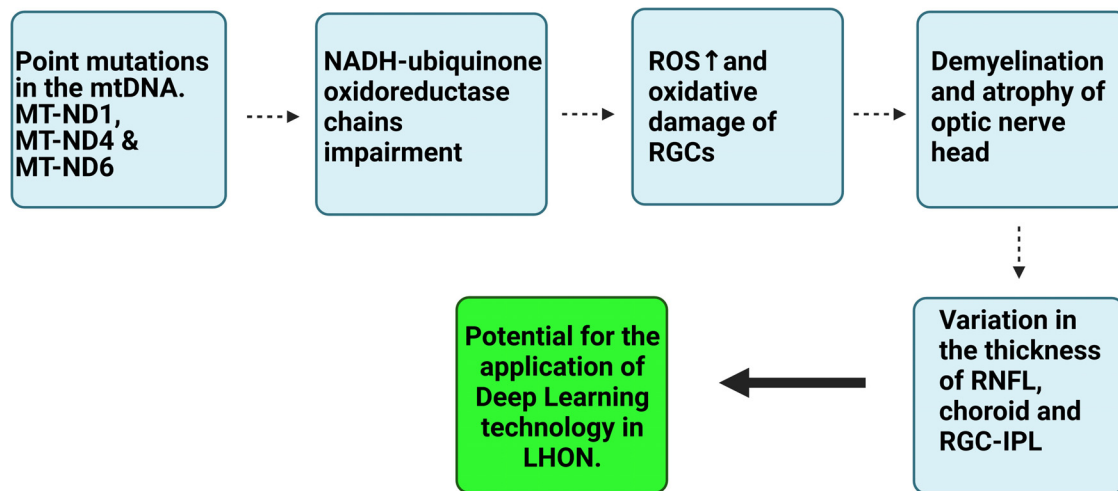 Point mutations
in the mtDNA.
MT-ND1,
MT-ND4 &
MT-ND6
NADH-ubiquinone
oxidoreductase
chains
impairment
ROS↑and
oxidative
damage of
RGCs
Demyelination
and atrophy of
optic nerve
head
Variation in
the thickness
of RNFL,
choroid and
RGC-IPL
Potential for the
application of
Deep Learning
technology in
LHON.